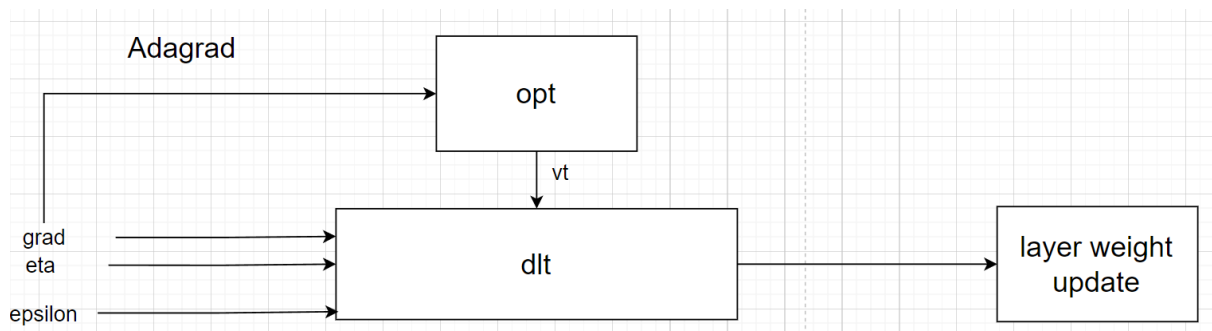 Adagrad
opt
vt
grad
eta
epsilon
dlt
layer weight
update